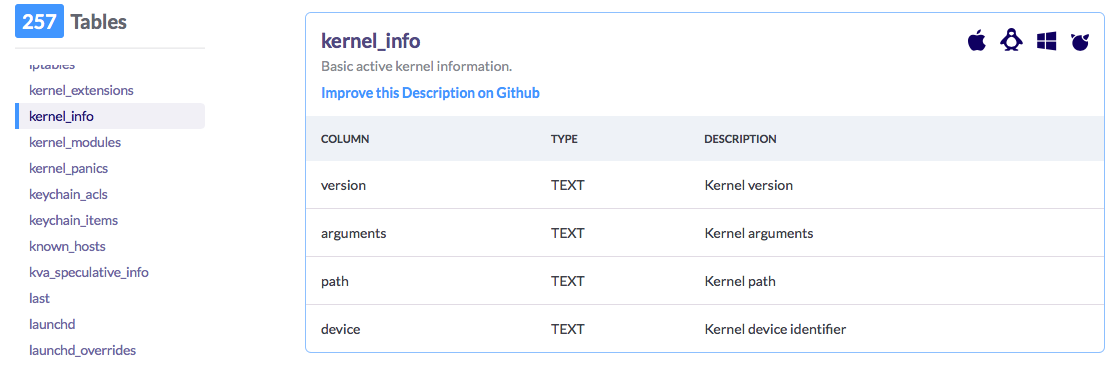 257 Tables
iptables
kernel_extensions
kernel_info
kernel_modules
kernel_panics
keychain_acls
keychain_items
known_hosts
kva_speculative_info
last
launchd
launchd_overrides
kernel_info
Basic active kernel information.
Improve this Description on Github
COLUMN TYPE DESCRIPTION
version TEXT Kernel version
arguments TEXT Kernel arguments
path TEXT Kernel path
device TEXT Kernel device identifier